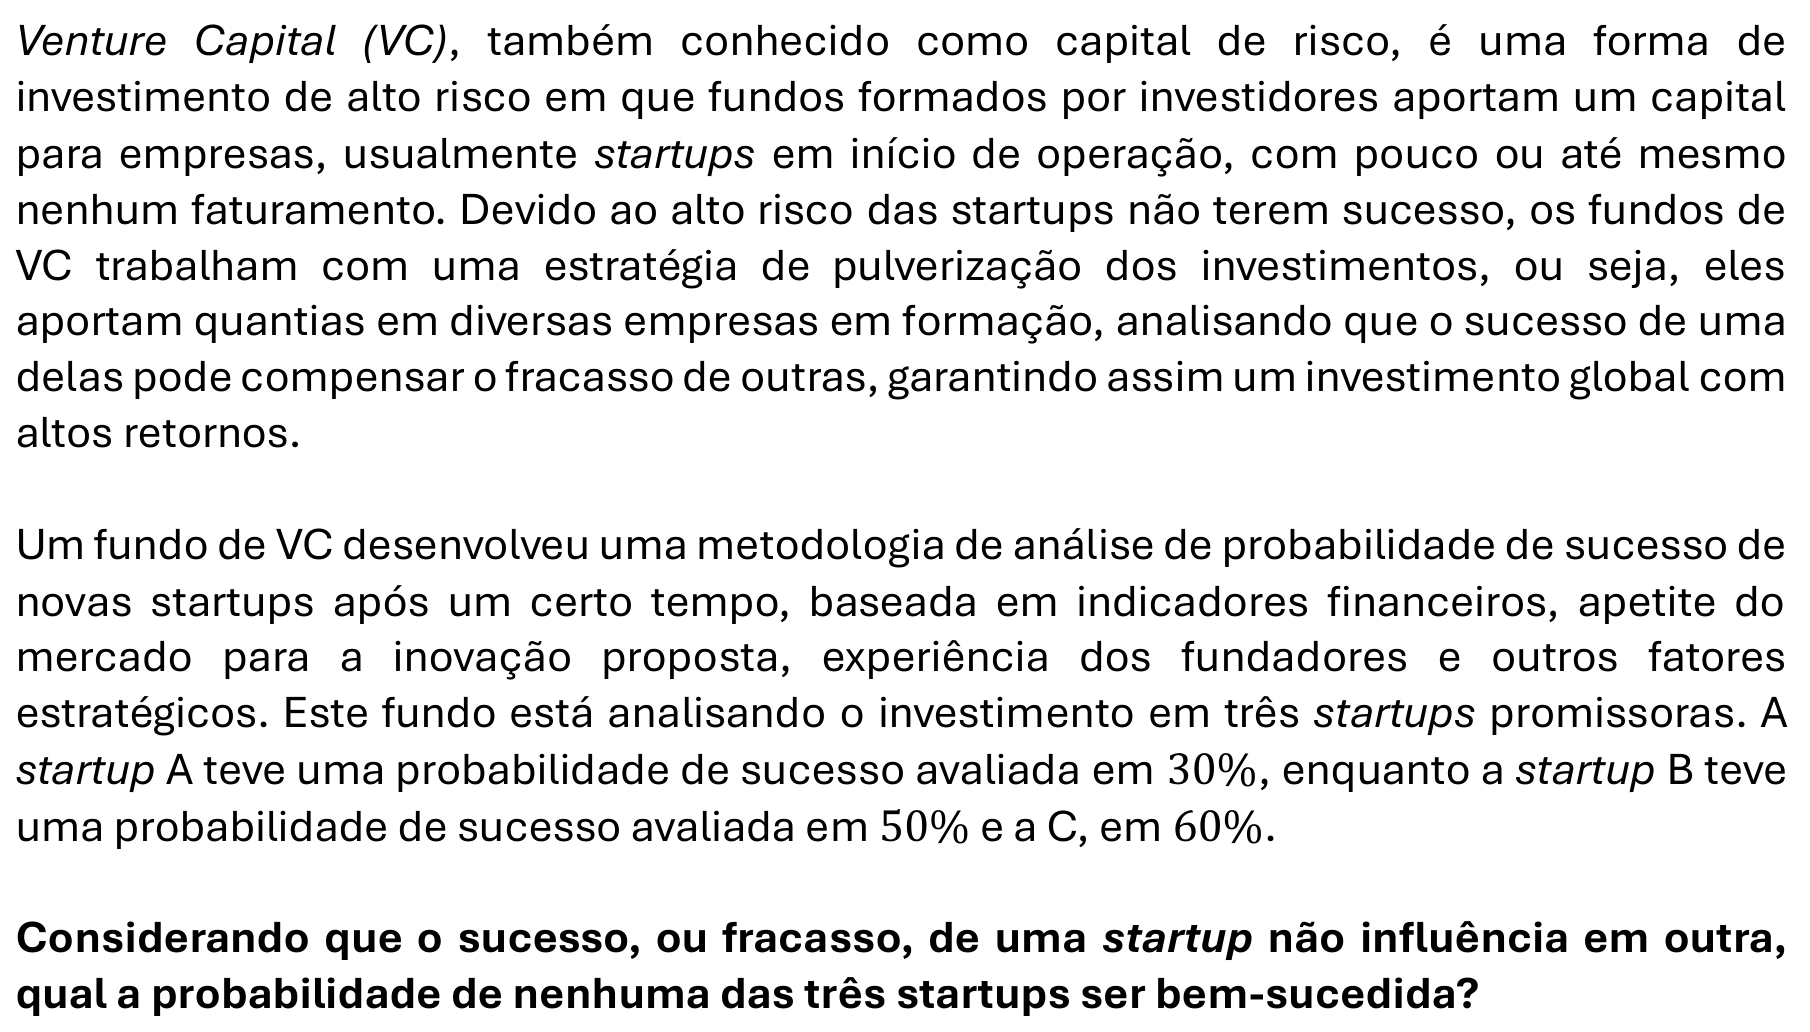 Venture Capital (VC), também conhecido como capital de risco, é uma forma de
investimento de alto risco em que fundos formados por investidores aportam um capital
para empresas, usualmente startups em início de operação, com pouco ou até mesmo
nenhum faturamento. Devido ao alto risco das startups não terem sucesso, os fundos de
VC trabalham com uma estratégia de pulverização dos investimentos, ou seja, eles
aportam quantias em diversas empresas em formação, analisando que o sucesso de uma
delas pode compensar o fracasso de outras, garantindo assim um investimento global com
altos retornos.
Um fundo de VC desenvolveu uma metodologia de análise de probabilidade de sucesso de
novas startups após um certo tempo, baseada em indicadores financeiros, apetite do
mercado para a inovação proposta, experiência dos fundadores e outros fatores
estratégicos. Este fundo está analisando o investimento em três startups promissoras. A
startup A teve uma probabilidade de sucesso avaliada em 30%, enquanto a startup B teve
uma probabilidade de sucesso avaliada em 50% e a C, em 60%.
Considerando que o sucesso, ou fracasso, de uma startup não influência em outra,
qual a probabilidade de nenhuma das três startups ser bem-sucedida?